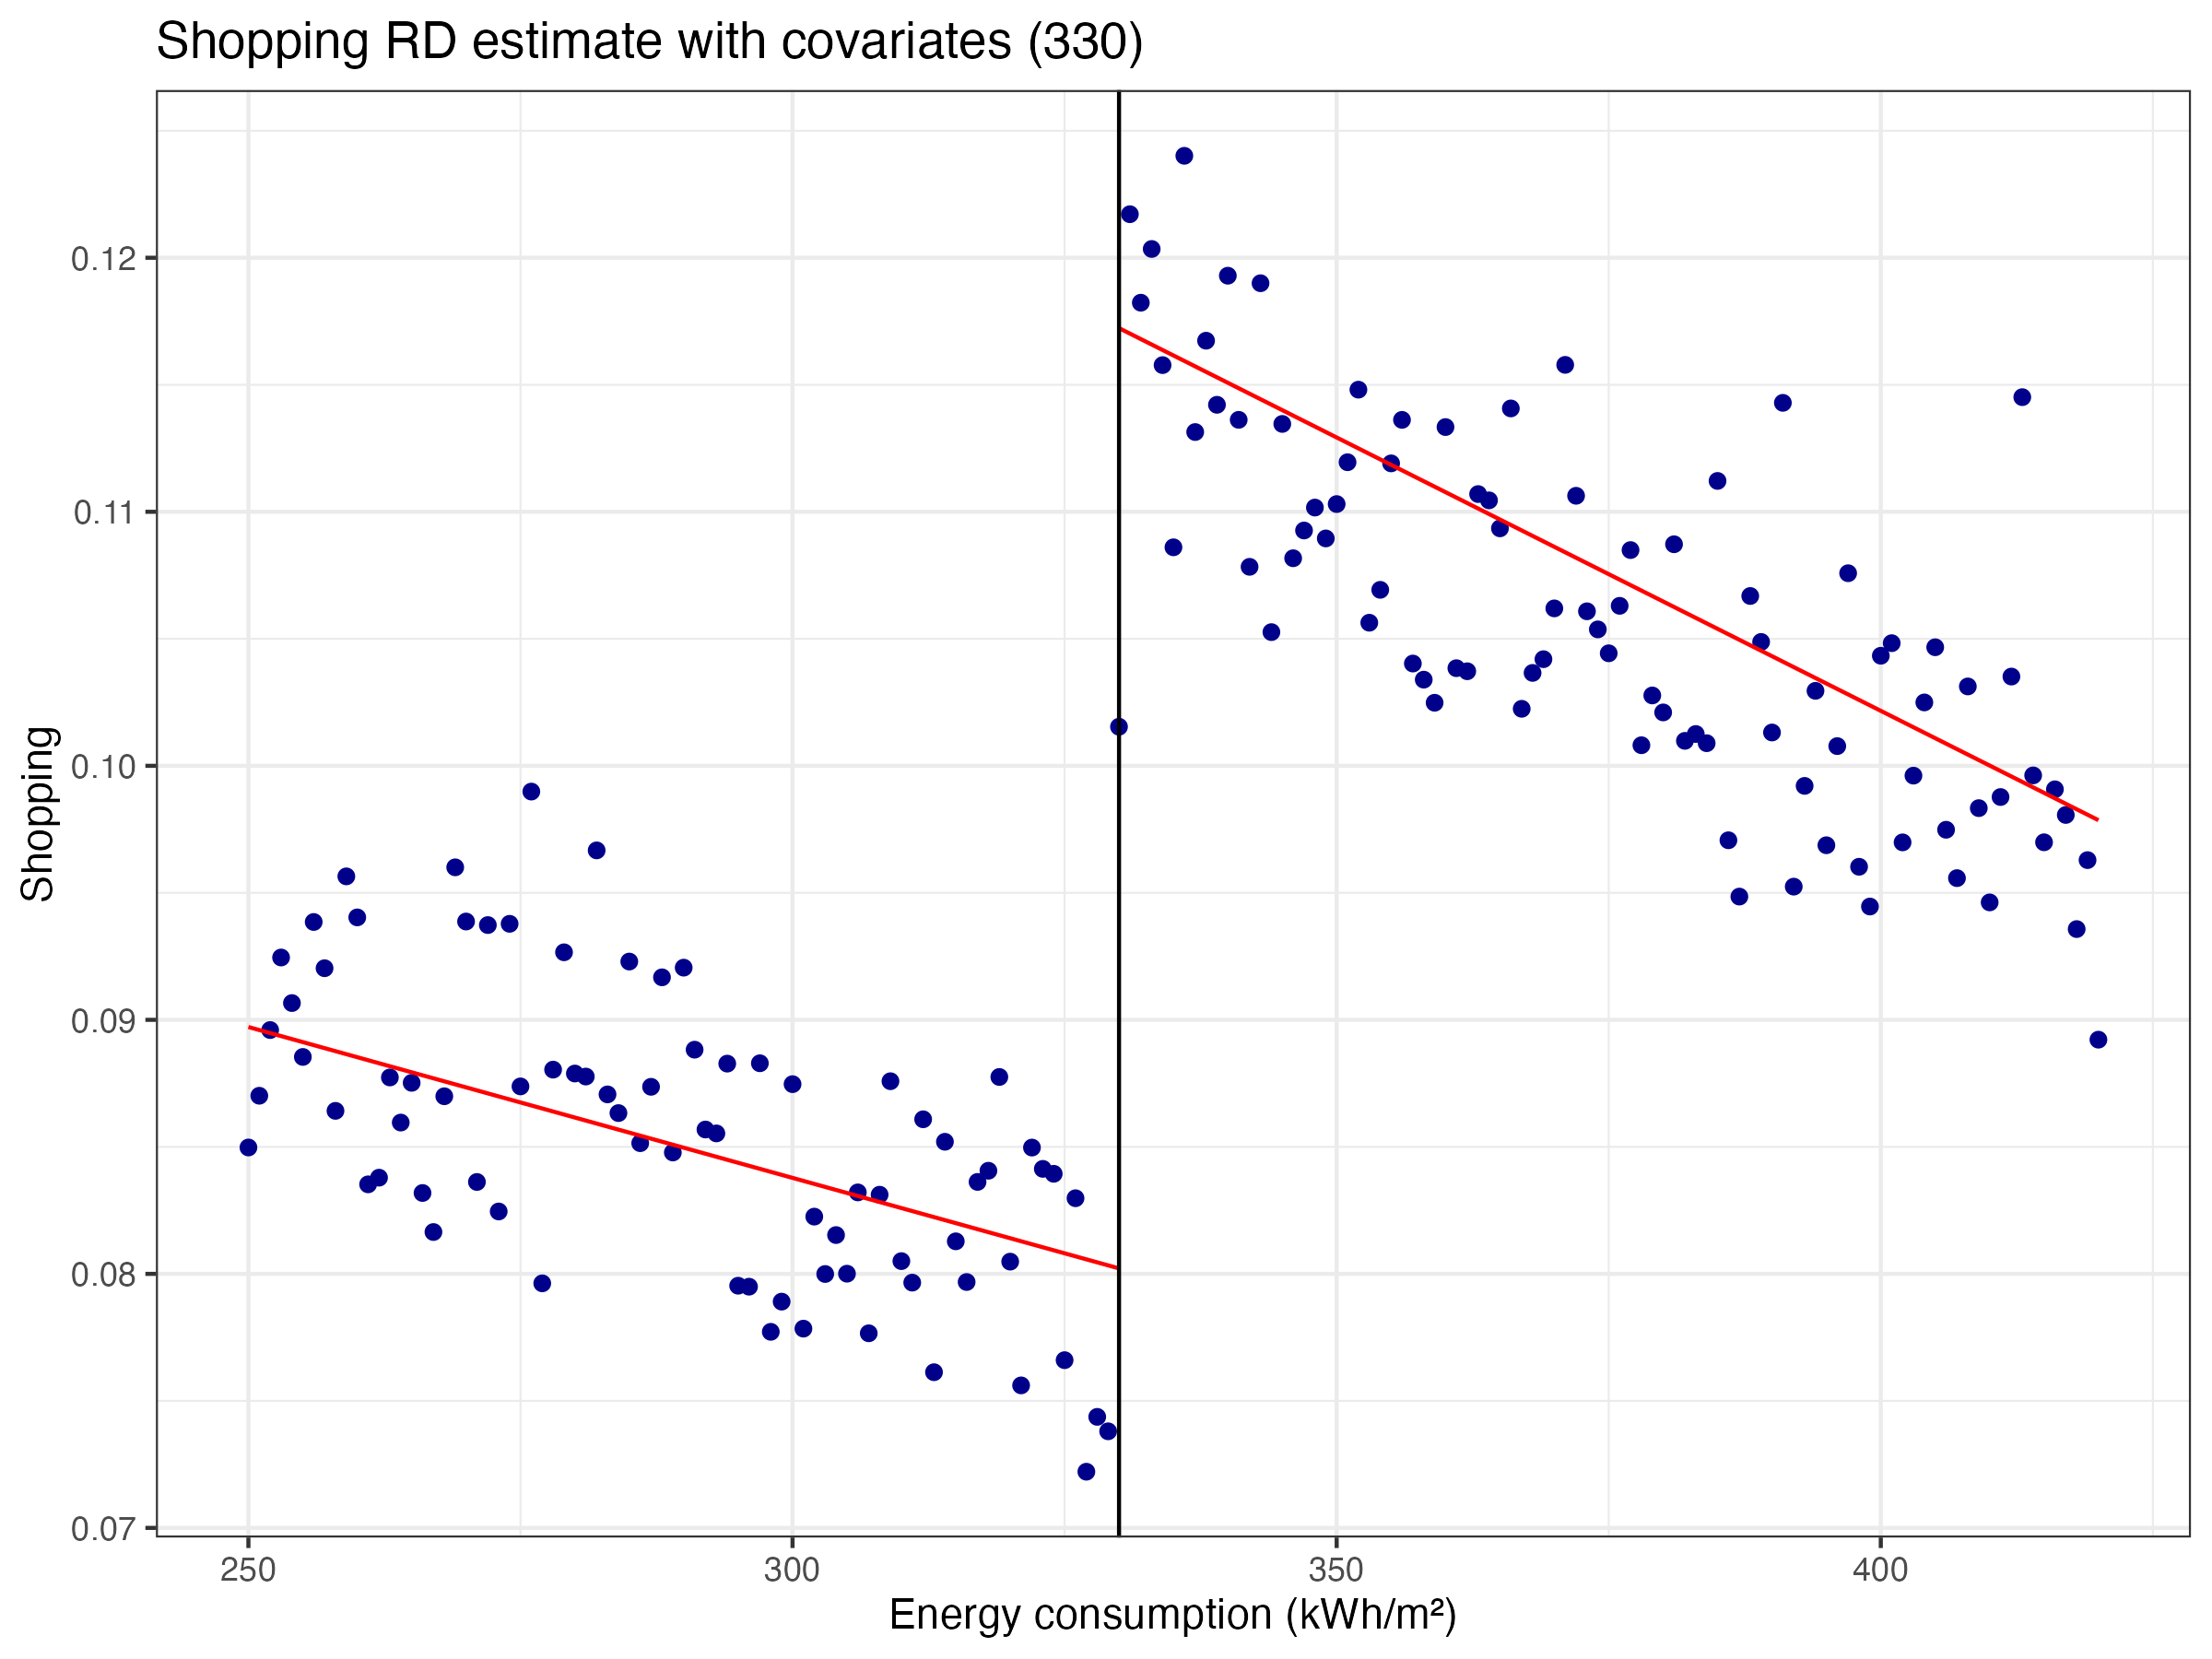 Shopping RD estimate with covariates (330)
0.12
0.11
0.10
0.09
0.08
0.07
Shopping
250 300 350 400
Energy consumption (kWh/m²)